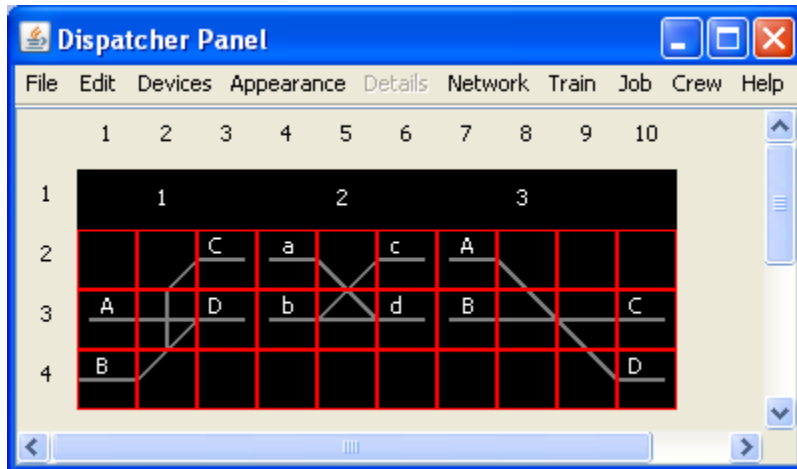 Dispatcher Panel
File Edit Devices Appearance Details Network Train Job Crew Help
1 2 3 4 5 6 7 8 9 10
1 1 2 3
2 C a c A
3 A D b d B C
4 B D